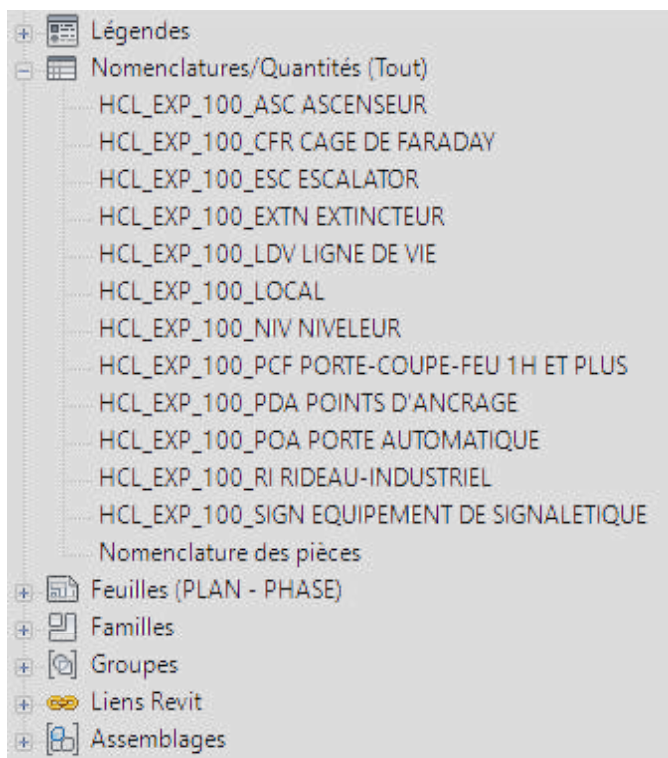 Légendes
Nomenclatures/Quantités (Tout)
HCL_EXP_100_ASC ASCENSEUR
HCL_EXP_100_CFR CAGE DE FARADAY
HCL_EXP_100_ESC ESCALATOR
HCL_EXP_100_EXTN EXTINCTEUR
HCL_EXP_100_LDV LIGNE DE VIE
HCL_EXP_100_LOCAL
HCL_EXP_100_NIV NIVELEUR
HCL_EXP_100_PCF PORTE-COUPE-FEU 1H ET PLUS
HCL_EXP_100_PDA POINTS D'ANCRAGE
HCL_EXP_100_POA PORTE AUTOMATIQUE
HCL_EXP_100_RI RIDEAU-INDUSTRIEL
HCL_EXP_100_SIGN EQUIPEMENT DE SIGNALETIQUE
Nomenclature des pièces
Feuilles (PLAN - PHASE)
Familles
Groupes
Liens Revit
Assemblages